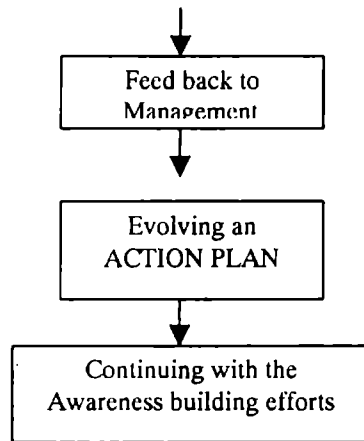 Feed back to
Management
Evolving an
ACTION PLAN
Continuing with the
Awareness building efforts